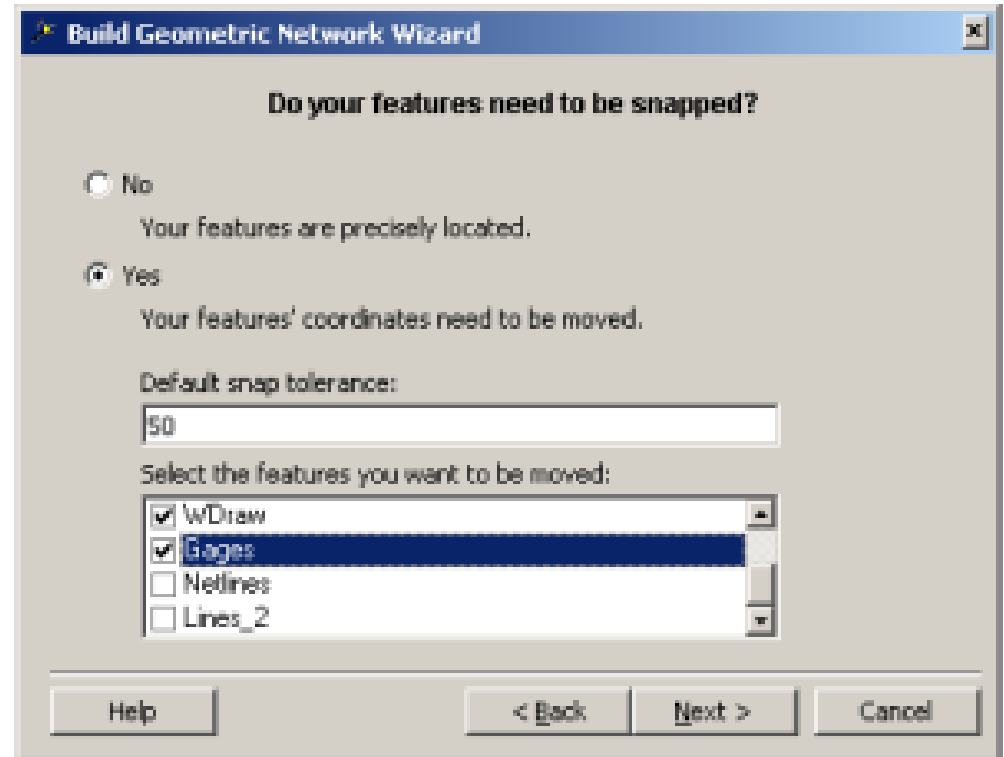 Build Geometric Network Wizard
Do your features need to be snapped?
No
Your features are precisely located.
Yes
Your features' coordinates need to be moved.
Default snap tolerance:
50
Select the features you want to be moved:
WDraw
Gages
Netlines
Lines_2
Help
< Back
Next >
Cancel